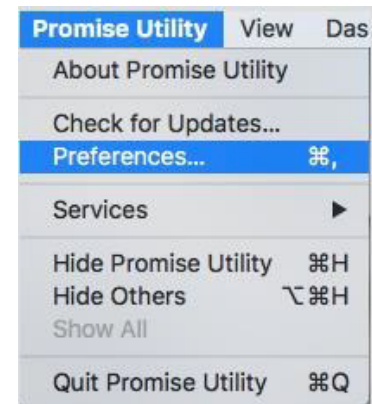 Promise Utility View Das
About Promise Utility
Check for Updates...
Preferences... ⌘,
Services ▶
Hide Promise Utility ⌘H
Hide Others ⌥⌘H
Show All
Quit Promise Utility ⌘Q